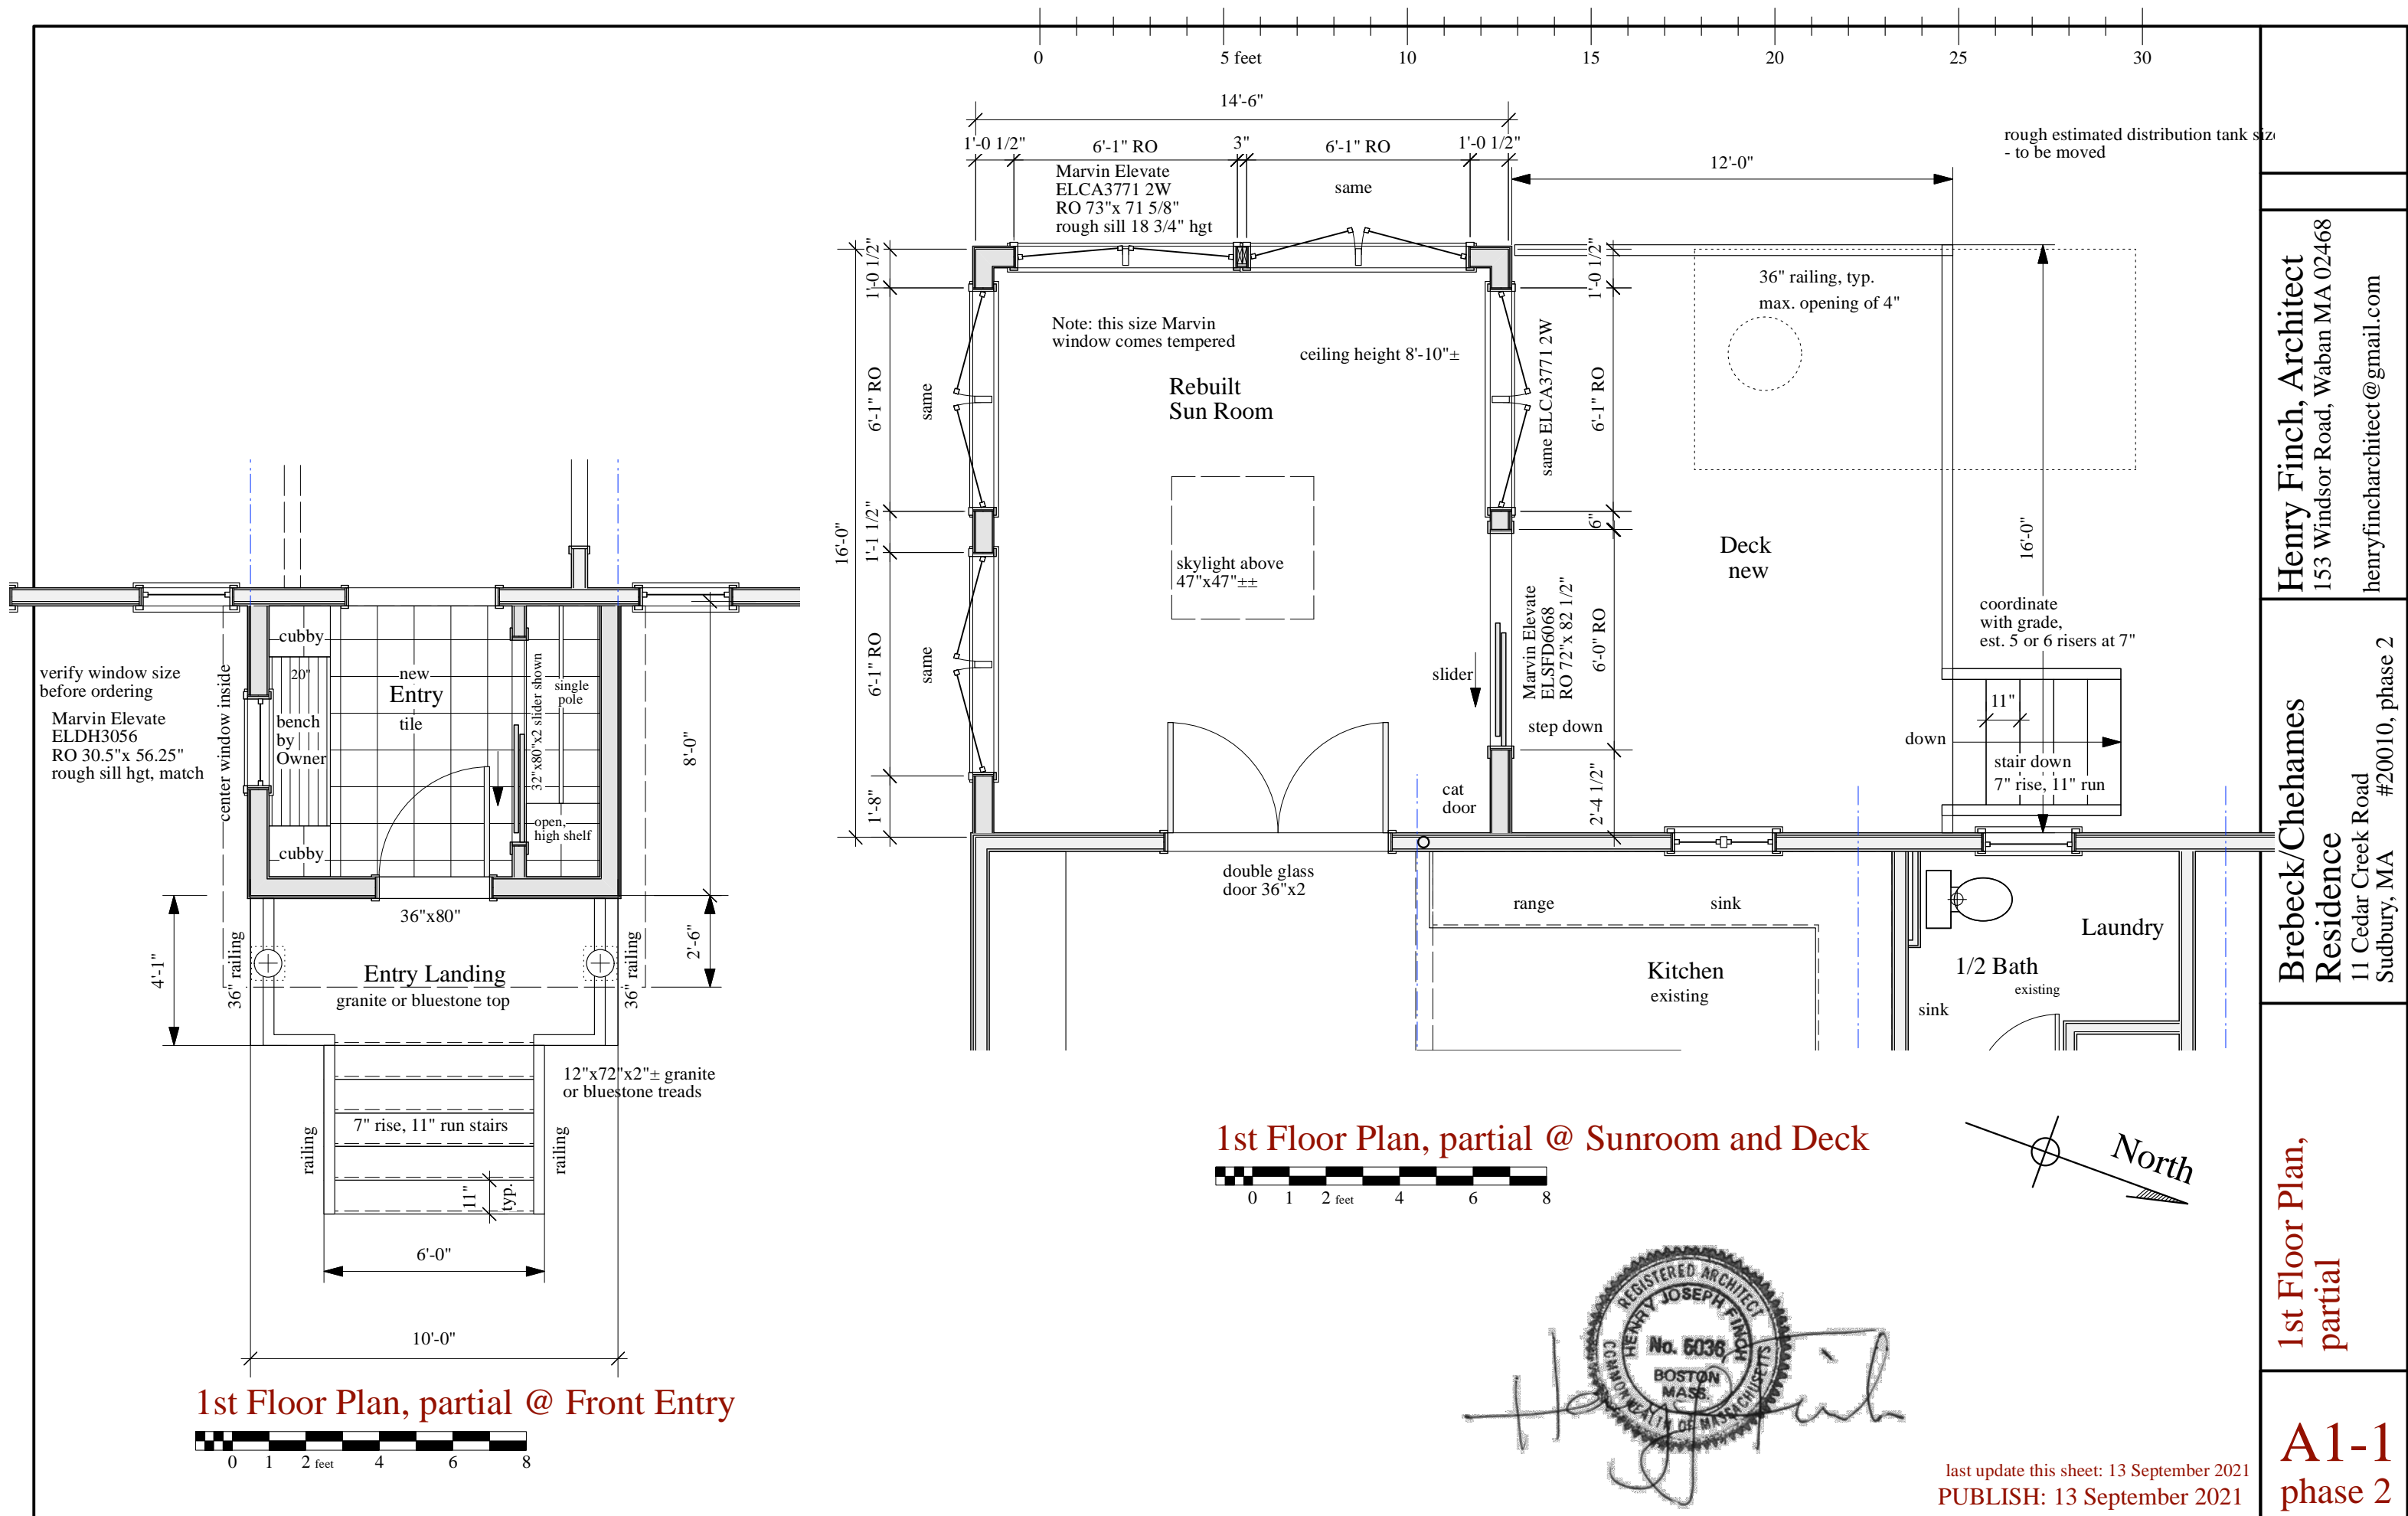 0
5 feet
10
15
20
25
30
14'-6"
1'-0 1/2"
6'-1" RO
3"
6'-1" RO
1'-0 1/2"
Marvin Elevate
ELCA3771 2W
RO 73"x 71 5/8"
rough sill 18 3/4" hgt
same
12'-0"
rough estimated distribution tank siz
- to be moved
16'-0"
1'-0 1/2"
6'-1" RO
1'-1 1/2"
6'-1" RO
1'-8"
same
same
Note: this size Marvin
window comes tempered
ceiling height 8'-10"±
Rebuilt
Sun Room
skylight above
47"x47"±±
slider
cat
door
double glass
door 36"x2
same ELCA3771 2W
1'-0 1/2"
6'-1" RO
6"
6'-0" RO
2'-4 1/2"
Marvin Elevate
ELSFD6068
RO 72"x 82 1/2"
step down
36" railing, typ.
max. opening of 4"
Deck
new
16'-0"
coordinate
with grade,
est. 5 or 6 risers at 7"
11"
down
stair down
7" rise, 11" run
range
sink
Kitchen
existing
Laundry
1/2 Bath
existing
sink
1st Floor Plan, partial @ Sunroom and Deck
0
1
2 feet
4
6
8
North
verify window size
before ordering
Marvin Elevate
ELDH3056
RO 30.5"x 56.25"
rough sill hgt, match
center window inside
cubby
20"
bench
by
Owner
cubby
new
Entry
tile
32"x80"x2 slider shown
single
pole
open,
high shelf
8'-0"
36"x80"
4'-1"
2'-6"
36" railing
36" railing
Entry Landing
granite or bluestone top
12"x72"x2"± granite
or bluestone treads
7" rise, 11" run stairs
railing
railing
11"
typ.
6'-0"
10'-0"
1st Floor Plan, partial @ Front Entry
0
1
2 feet
4
6
8
REGISTERED ARCHITECT
HENRY JOSEPH FINCH
No. 5036
BOSTON
MASS.
COMMONWEALTH OF MASSACHUSETTS
last update this sheet: 13 September 2021
PUBLISH: 13 September 2021
Henry Finch, Architect
153 Windsor Road, Waban MA 02468
henryfincharchitect@gmail.com
Brebeck/Chehames
Residence
11 Cedar Creek Road
Sudbury, MA #20010, phase 2
1st Floor Plan,
partial
A1-1
phase 2